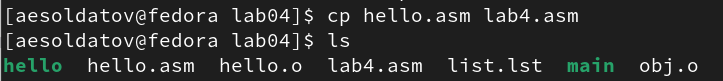 [aesoldatov@fedora lab04]$ cp hello.asm lab4.asm
[aesoldatov@fedora lab04]$ ls
hello  hello.asm  hello.o  lab4.asm  list.lst  main  obj.o